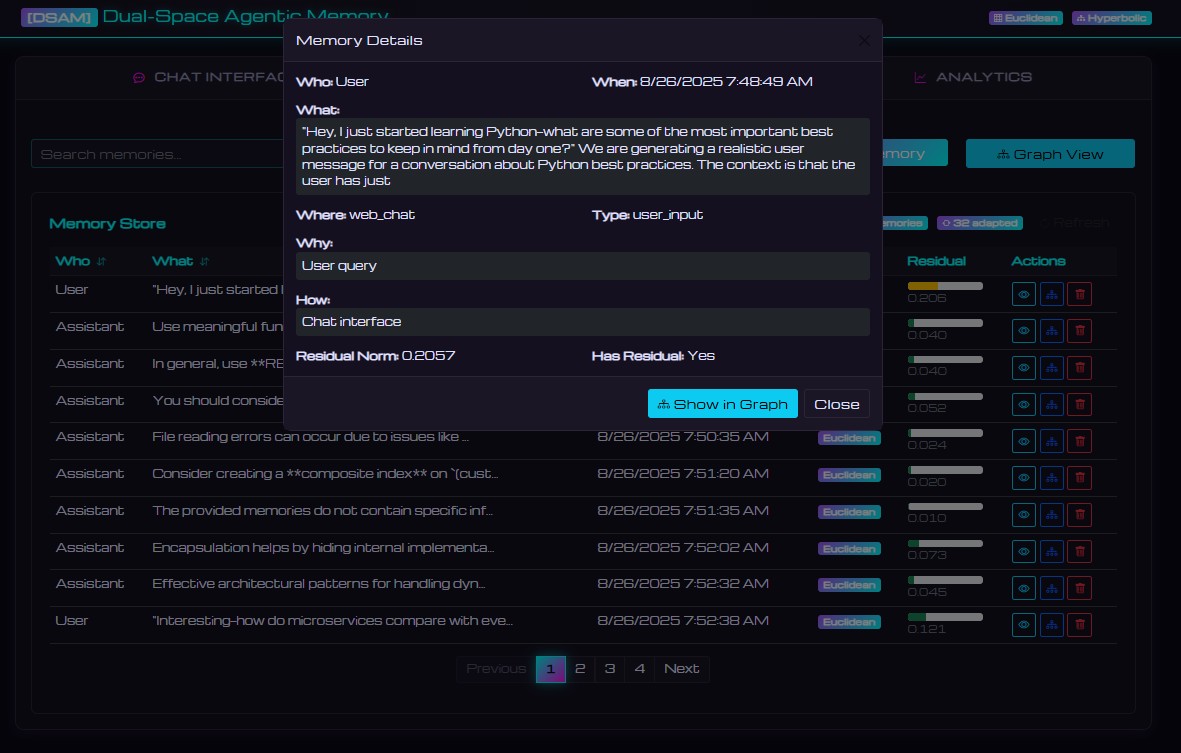 [DSAM] Dual-Space Agentic Memory
Euclidean Hyperbolic
CHAT INTERFAC
ANALYTICS
Search memories...
mory
Graph View
Memory Details
Who: User When: 8/26/2025 7:48:49 AM
What:
"Hey, I just started learning Python-what are some of the most important best
practices to keep in mind from day one?" We are generating a realistic user
message for a conversation about Python best practices. The context is that the
user has just
Where: web_chat Type: user_input
Why:
User query
How:
Chat interface
Residual Norm: 0.2057 Has Residual: Yes
Show in Graph Close
Memory Store
emories 32 adapted Refresh
Who What Residual Actions
User "Hey, I just started l 0.206
Assistant Use meaningful fun 0.040
Assistant In general, use **RE 0.040
Assistant You should conside 0.052
Assistant File reading errors can occur due to issues like ... 8/26/2025 7:50:35 AM Euclidean 0.024
Assistant Consider creating a **composite index** on `(cust... 8/26/2025 7:51:20 AM Euclidean 0.020
Assistant The provided memories do not contain specific inf... 8/26/2025 7:51:35 AM Euclidean 0.010
Assistant Encapsulation helps by hiding internal implementa... 8/26/2025 7:52:02 AM Euclidean 0.073
Assistant Effective architectural patterns for handling dyn... 8/26/2025 7:52:32 AM Euclidean 0.045
User "Interesting-how do microservices compare with eve... 8/26/2025 7:52:38 AM Euclidean 0.121
Previous 1 2 3 4 Next